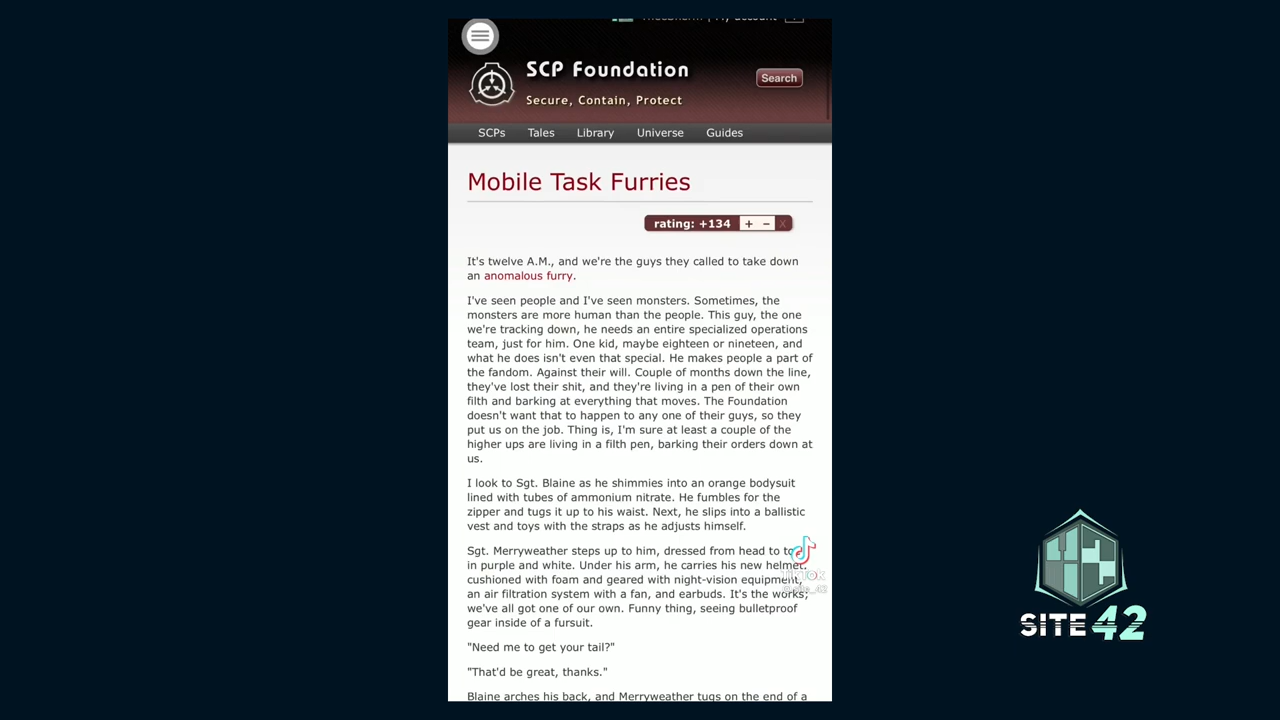 SCP Foundation
Search
Secure, Contain, Protect
SCPs Tales Library Universe Guides
Mobile Task Furries
rating: +134 + − X
It's twelve A.M., and we're the guys they called to take down
an anomalous furry.
I've seen people and I've seen monsters. Sometimes, the
monsters are more human than the people. This guy, the one
we're tracking down, he needs an entire specialized operations
team, just for him. One kid, maybe eighteen or nineteen, and
what he does isn't even that special. He makes people a part of
the fandom. Against their will. Couple of months down the line,
they've lost their shit, and they're living in a pen of their own
filth and barking at everything that moves. The Foundation
doesn't want that to happen to any one of their guys, so they
put us on the job. Thing is, I'm sure at least a couple of the
higher ups are living in a filth pen, barking their orders down at
us.
I look to Sgt. Blaine as he shimmies into an orange bodysuit
lined with tubes of ammonium nitrate. He fumbles for the
zipper and tugs it up to his waist. Next, he slips into a ballistic
vest and toys with the straps as he adjusts himself.
Sgt. Merryweather steps up to him, dressed from head to
in purple and white. Under his arm, he carries his new helmet,
cushioned with foam and geared with night-vision equipment,
an air filtration system with a fan, and earbuds. It's the works;
we've all got one of our own. Funny thing, seeing bulletproof
gear inside of a fursuit.
"Need me to get your tail?"
"That'd be great, thanks."
Blaine arches his back, and Merryweather tugs on the end of a
SITE 42